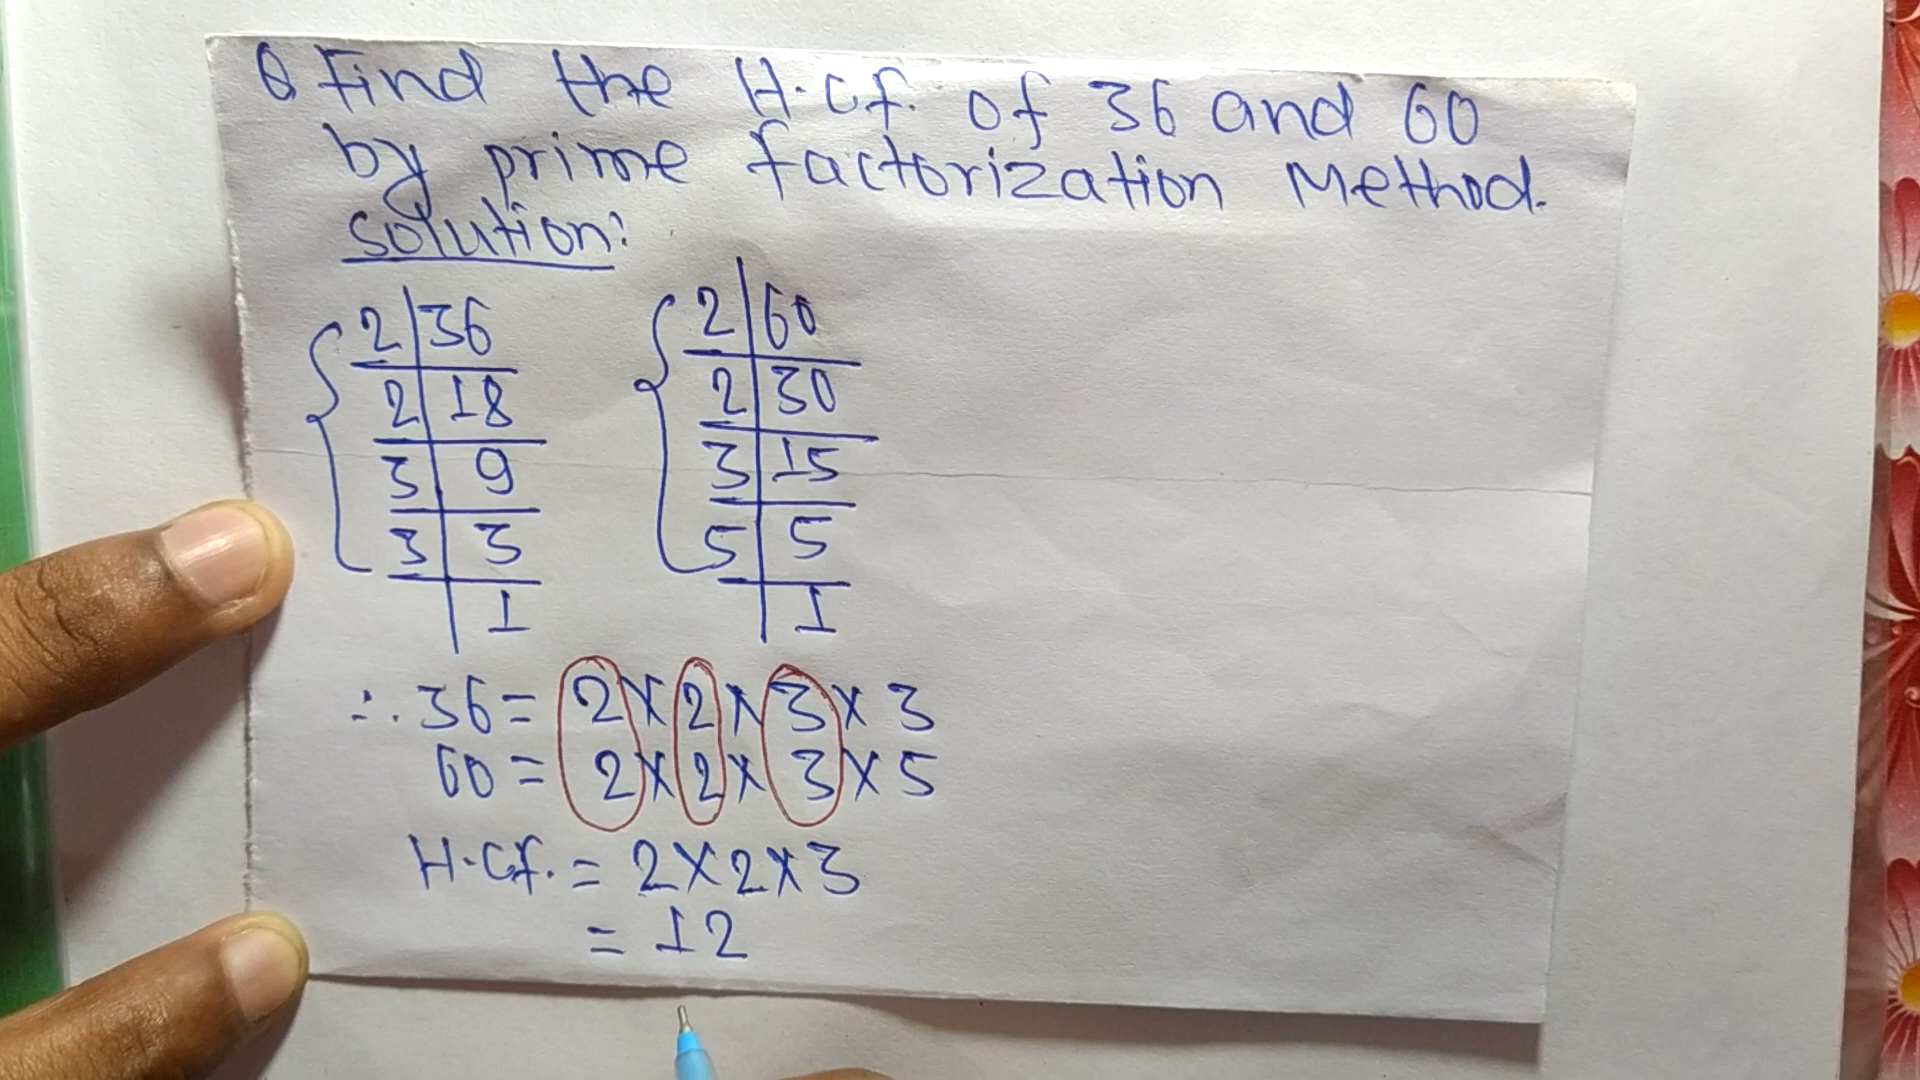 Q Find the H.C.f. of 36 and 60
by prime factorization Method.
solution:
2|36
2|18
3|9
3|3
|1
2|60
2|30
3|15
5|5
|1
∴ 36 = 2×2×3×3
60 = 2×2×3×5
H.C.f. = 2×2×3
= 12